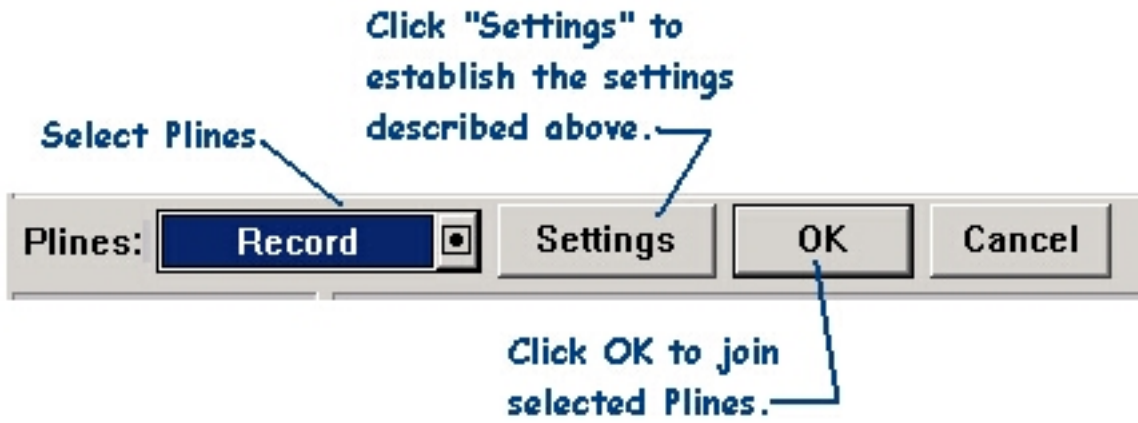 Click "Settings" to
establish the settings
described above.
Select Plines
Plines: Record Settings OK Cancel
Click OK to join
selected Plines.